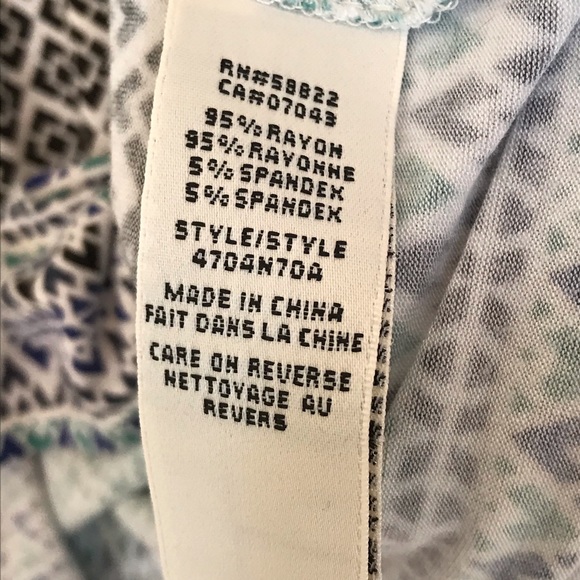 RN#58822
CA#07043
95% RAYON
95% RAYONNE
5% SPANDEX
5% SPANDEX
STYLE/STYLE
4704N70A
MADE IN CHINA
FAIT DANS LA CHINE
CARE ON REVERSE
NETTOYAGE AU
REVERS